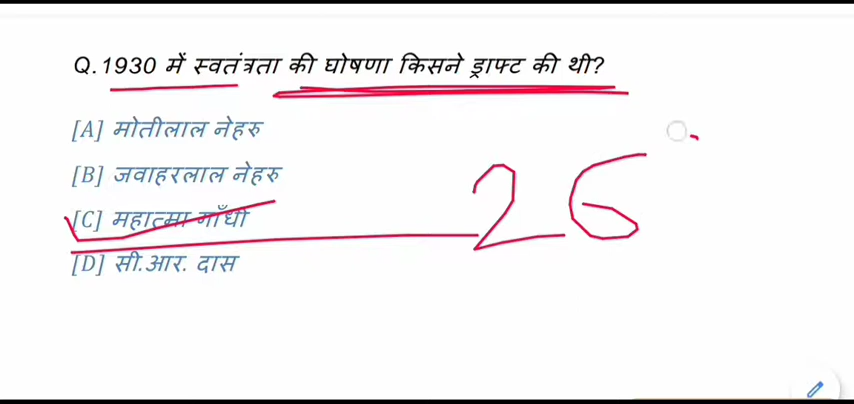 Q.1930 में स्वतंत्रता की घोषणा किसने ड्राफ्ट की थी?
[A] मोतीलाल नेहरु
[B] जवाहरलाल नेहरु
[C] महात्मा गाँधी
26
[D] सी.आर. दास